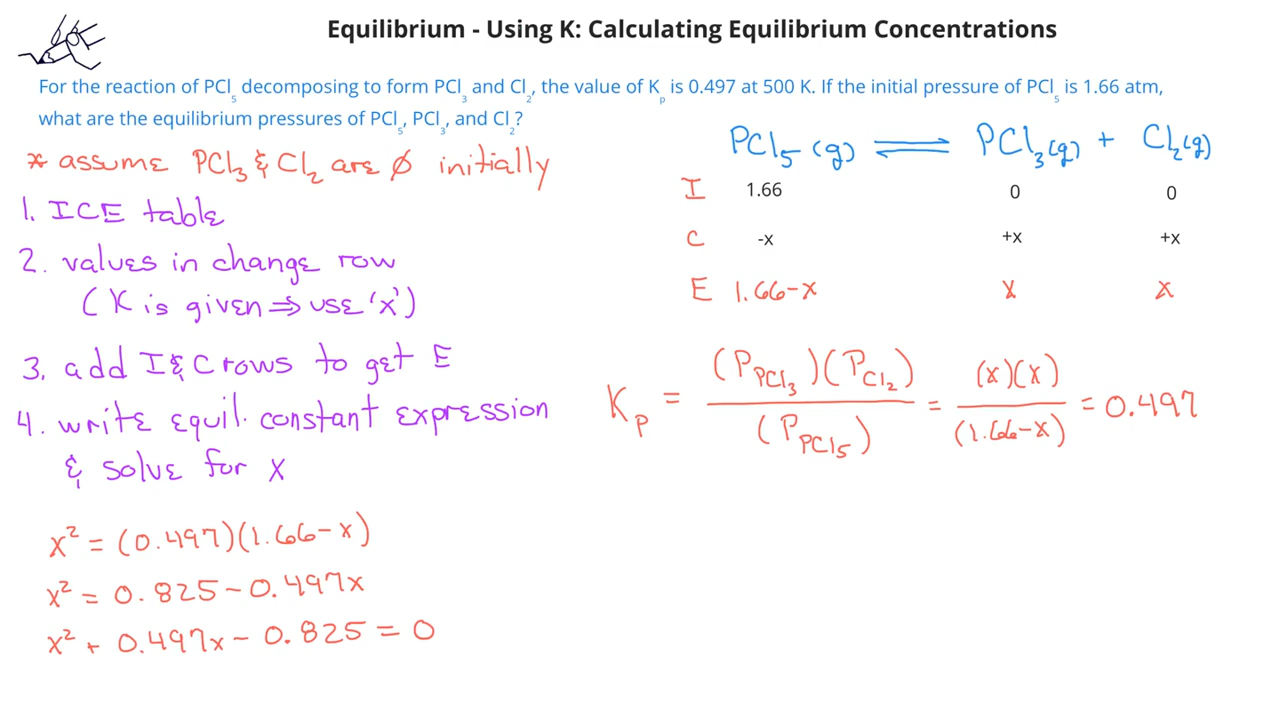 Equilibrium - Using K: Calculating Equilibrium Concentrations
For the reaction of PCl₅ decomposing to form PCl₃ and Cl₂, the value of Kₚ is 0.497 at 500 K. If the initial pressure of PCl₅ is 1.66 atm,
what are the equilibrium pressures of PCl₅, PCl₃, and Cl₂?
* assume PCl₃ & Cl₂ are ∅ initially
1. ICE table
2. values in change row
(K is given ⇒ use 'x')
3. add I & C rows to get E
4. write equil. constant expression
& solve for x
x² = (0.497)(1.66-x)
x² = 0.825 - 0.497x
x² + 0.497x - 0.825 = 0
PCl₅(g) ⇌ PCl₃(g) + Cl₂(g)
I 1.66 0 0
C -x +x +x
E 1.66-x x x
Kₚ = (P_PCl₃)(P_Cl₂) / (P_PCl₅) = (x)(x) / (1.66-x) = 0.497